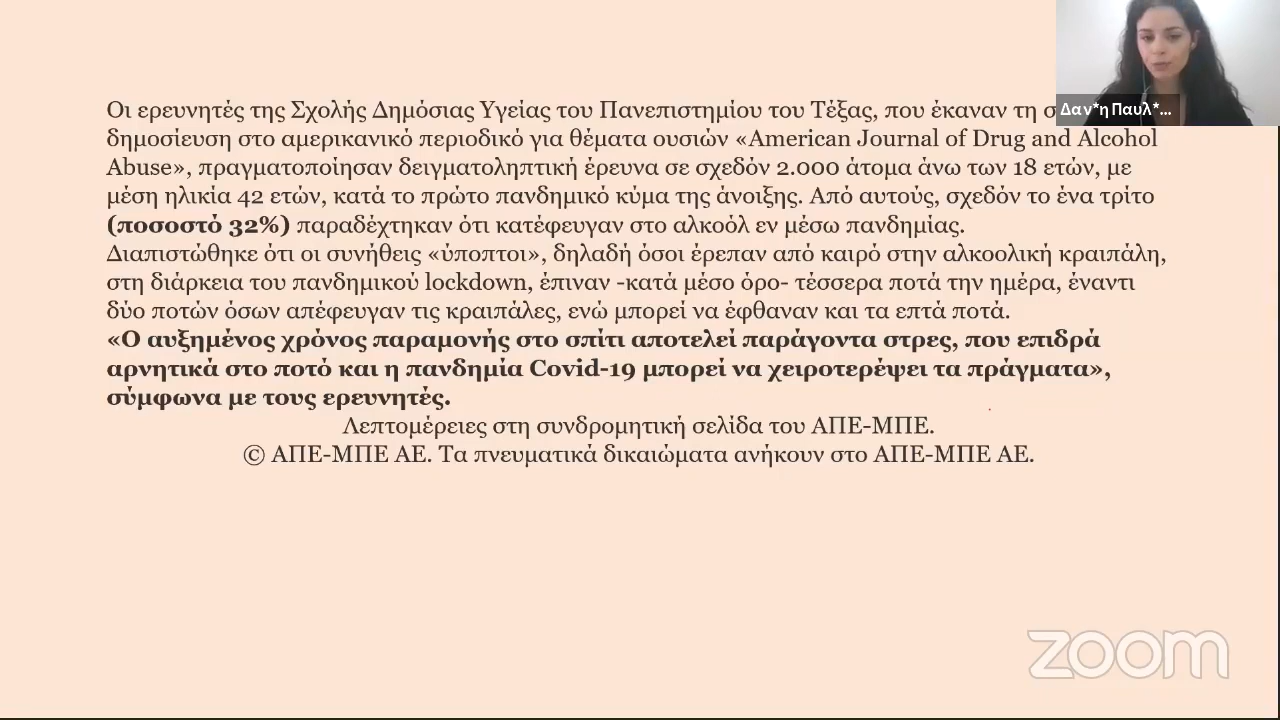 Οι ερευνητές της Σχολής Δημόσιας Υγείας του Πανεπιστημίου του Τέξας, που έκαναν τη
δημοσίευση στο αμερικανικό περιοδικό για θέματα ουσιών «American Journal of Drug and Alcohol
Abuse», πραγματοποίησαν δειγματοληπτική έρευνα σε σχεδόν 2.000 άτομα άνω των 18 ετών, με
μέση ηλικία 42 ετών, κατά το πρώτο πανδημικό κύμα της άνοιξης. Από αυτούς, σχεδόν το ένα τρίτο
(ποσοστό 32%) παραδέχτηκαν ότι κατέφευγαν στο αλκοόλ εν μέσω πανδημίας.
Διαπιστώθηκε ότι οι συνήθεις «ύποπτοι», δηλαδή όσοι έρεπαν από καιρό στην αλκοολική κραιπάλη,
στη διάρκεια του πανδημικού lockdown, έπιναν -κατά μέσο όρο- τέσσερα ποτά την ημέρα, έναντι
δύο ποτών όσων απέφευγαν τις κραιπάλες, ενώ μπορεί να έφθαναν και τα επτά ποτά.
«Ο αυξημένος χρόνος παραμονής στο σπίτι αποτελεί παράγοντα στρες, που επιδρά
αρνητικά στο ποτό και η πανδημία Covid-19 μπορεί να χειροτερέψει τα πράγματα»,
σύμφωνα με τους ερευνητές.
Λεπτομέρειες στη συνδρομητική σελίδα του ΑΠΕ-ΜΠΕ.
© ΑΠΕ-ΜΠΕ ΑΕ. Τα πνευματικά δικαιώματα ανήκουν στο ΑΠΕ-ΜΠΕ ΑΕ.
Δαν*η Παυλ*...
zoom